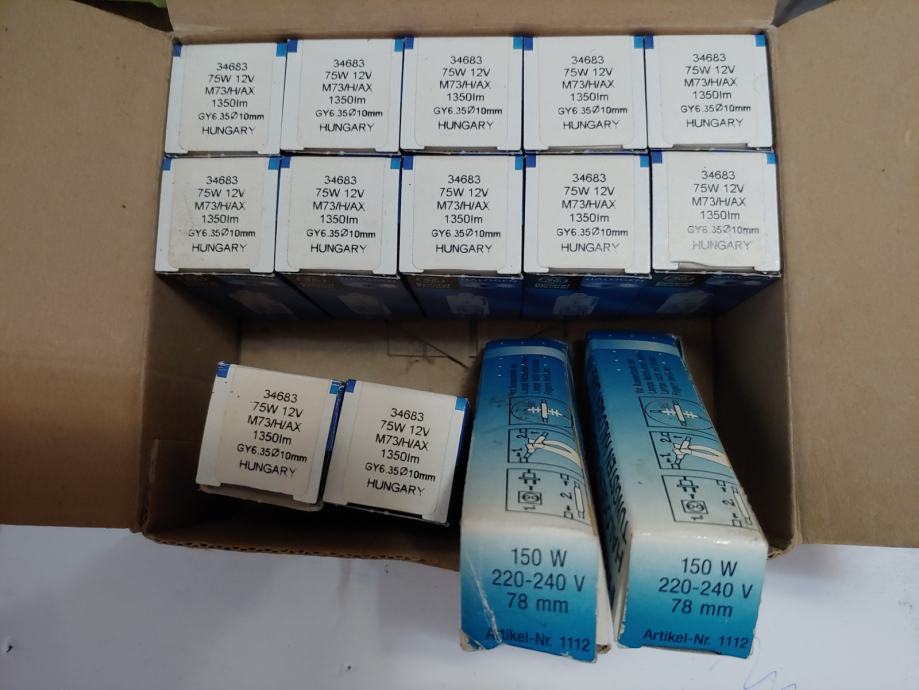 34683
75W 12V
M73/H/AX
1350lm
GY6.35Ø10mm
HUNGARY
34683
75W 12V
M73/H/AX
1350lm
GY6.35Ø10mm
HUNGARY
34683
75W 12V
M73/H/AX
1350lm
GY6.35Ø10mm
HUNGARY
34683
75W 12V
M73/H/AX
1350lm
GY6.35Ø10mm
HUNGARY
34683
75W 12V
M73/H/AX
1350lm
GY6.35Ø10mm
HUNGARY
34683
75W 12V
M73/H/AX
1350lm
GY6.35Ø10mm
HUNGARY
34683
75W 12V
M73/H/AX
1350lm
GY6.35Ø10mm
HUNGARY
34683
75W 12V
M73/H/AX
1350lm
GY6.35Ø10mm
HUNGARY
34683
75W 12V
M73/H/AX
1350lm
GY6.35Ø10mm
HUNGARY
34683
75W 12V
M73/H/AX
1350lm
GY6.35Ø10mm
HUNGARY
34683
75W 12V
M73/H/AX
1350lm
GY6.35Ø10mm
HUNGARY
34683
75W 12V
M73/H/AX
1350lm
GY6.35Ø10mm
HUNGARY
150 W
220-240 V
78 mm
Artikel-Nr. 1112
150 W
220-240 V
78 mm
Artikel-Nr. 1112